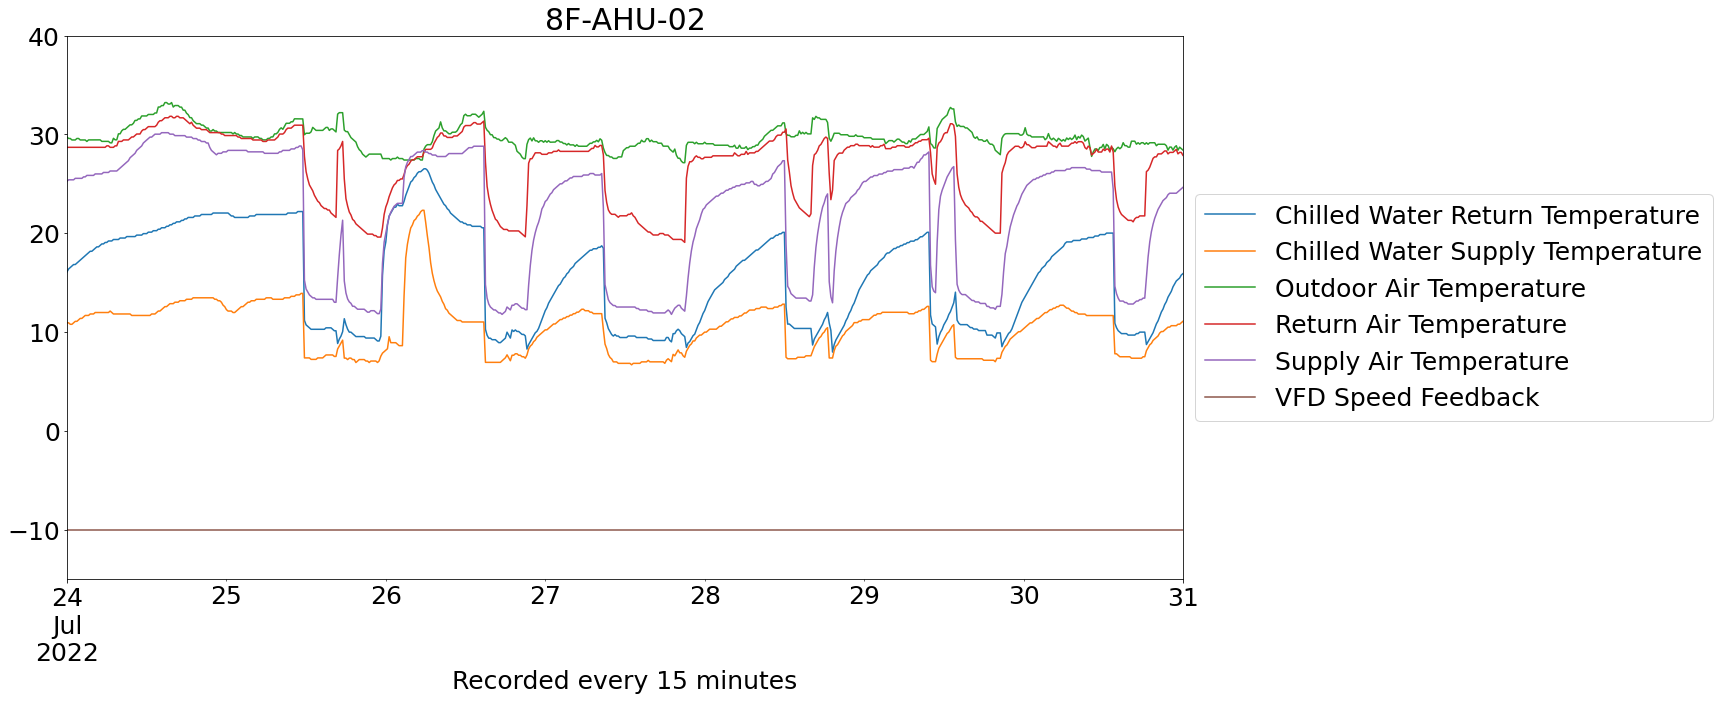 8F-AHU-02
40
30
20
10
0
−10
24
25
26
27
28
29
30
31
Jul
2022
Recorded every 15 minutes
Chilled Water Return Temperature
Chilled Water Supply Temperature
Outdoor Air Temperature
Return Air Temperature
Supply Air Temperature
VFD Speed Feedback